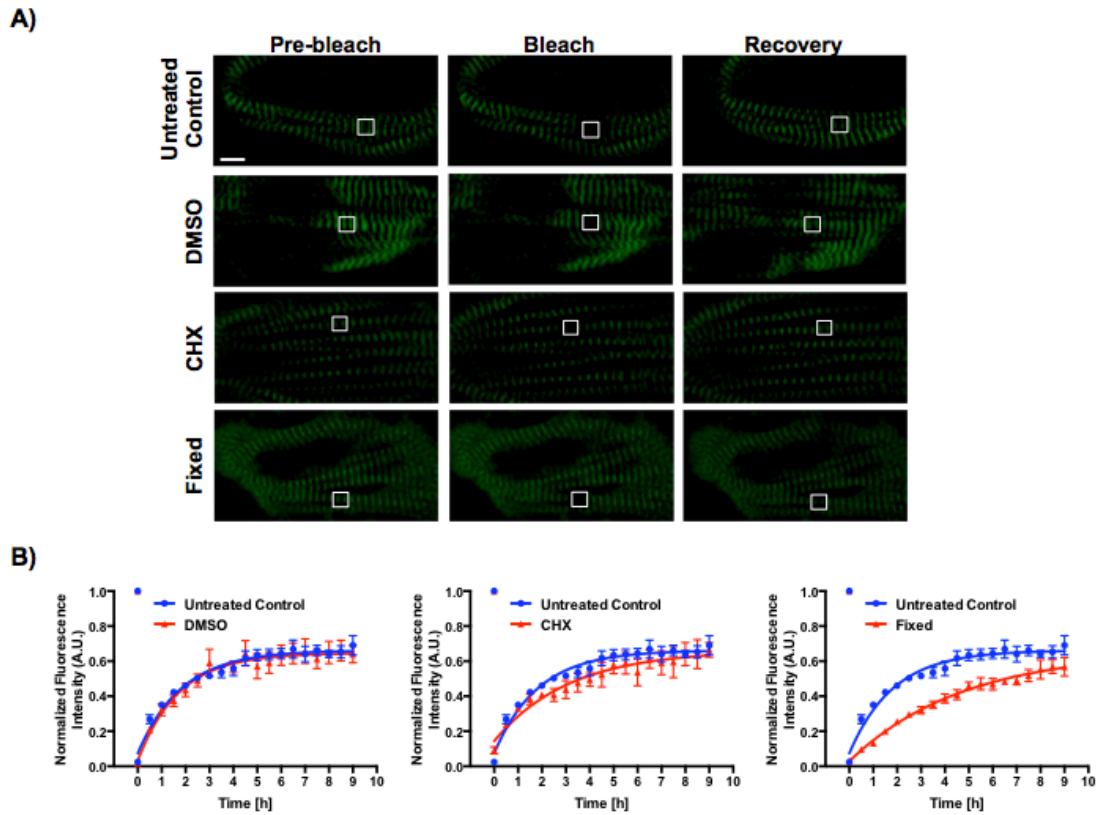 A)
Pre-bleach Bleach Recovery
Untreated
Control
DMSO
CHX
Fixed
B)
Normalized Fluorescence
Intensity (A.U.)
1.0
0.8
0.6
0.4
0.2
0.0
Untreated Control
DMSO
0 1 2 3 4 5 6 7 8 9 10
Time [h]
Normalized Fluorescence
Intensity (A.U.)
1.0
0.8
0.6
0.4
0.2
0.0
Untreated Control
CHX
0 1 2 3 4 5 6 7 8 9 10
Time [h]
Normalized Fluorescence
Intensity (A.U.)
1.0
0.8
0.6
0.4
0.2
0.0
Untreated Control
Fixed
0 1 2 3 4 5 6 7 8 9 10
Time [h]